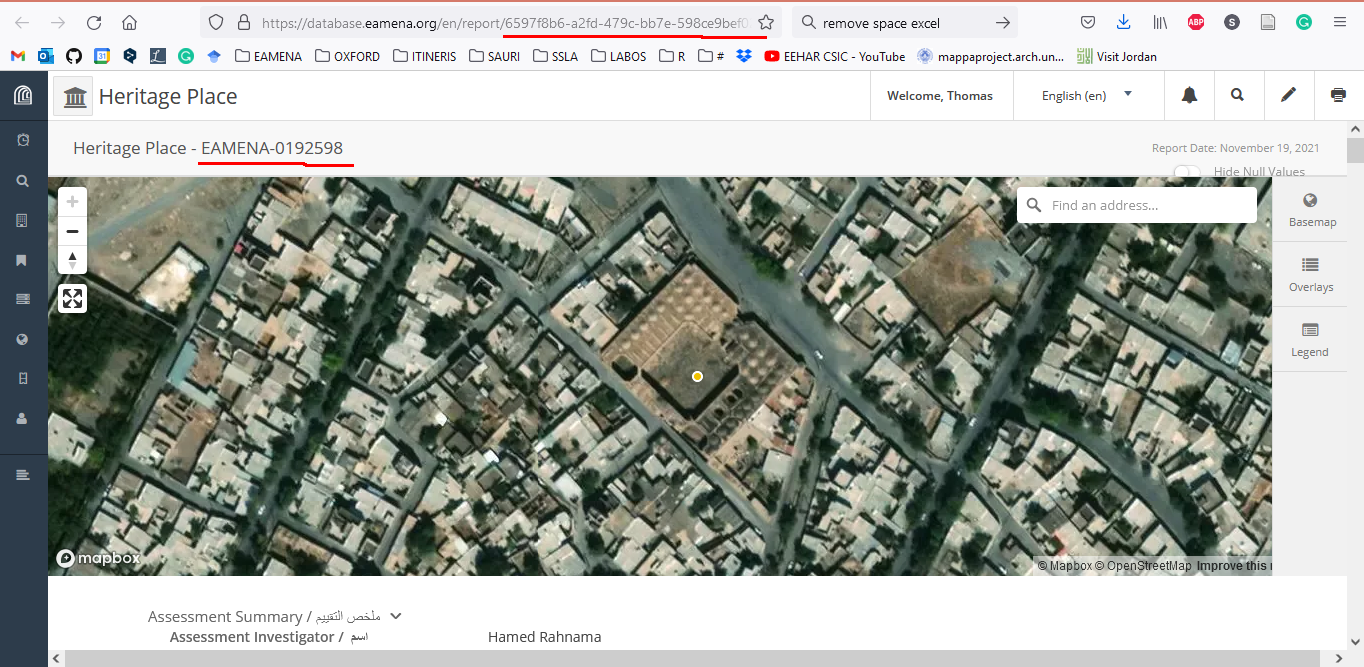 https://database.eamena.org/en/report/6597f8b6-a2fd-479c-bb7e-598ce9bef0
remove space excel
ABP
S
G
31
EAMENA
OXFORD
ITINERIS
SAURI
SSLA
LABOS
R
#
EEHAR CSIC - YouTube
mappaproject.arch.un...
Visit Jordan
Heritage Place
Welcome, Thomas
English (en)
Heritage Place - EAMENA-0192598
Report Date: November 19, 2021
Hide Null Values
Find an address...
Basemap
Overlays
Legend
mapbox
© Mapbox © OpenStreetMap Improve this
Assessment Summary / ملخص التقييم
Assessment Investigator / اسم
Hamed Rahnama